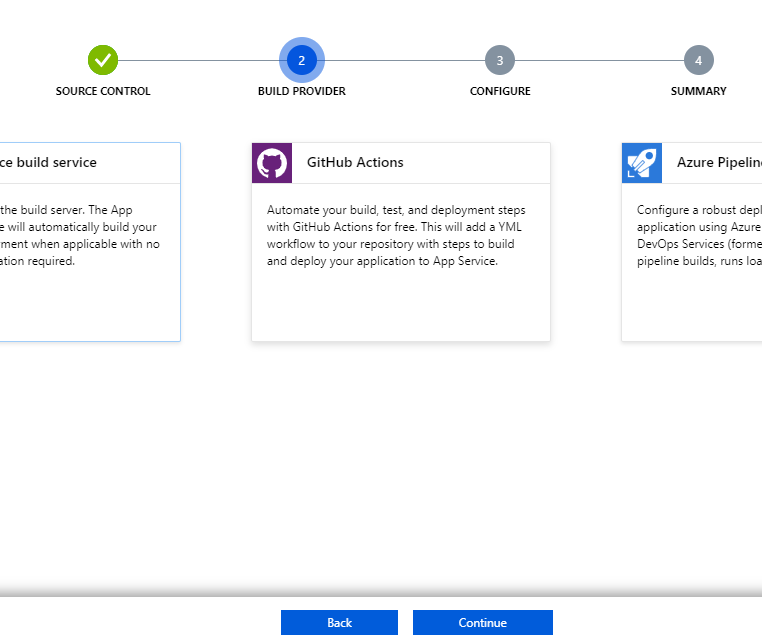 2
3
4
SOURCE CONTROL
BUILD PROVIDER
CONFIGURE
SUMMARY
ce build service
the build server. The App
e will automatically build your
ment when applicable with no
ation required.
GitHub Actions
Automate your build, test, and deployment steps
with GitHub Actions for free. This will add a YML
workflow to your repository with steps to build
and deploy your application to App Service.
Azure Pipeline
Configure a robust depl
application using Azure
DevOps Services (forme
pipeline builds, runs loa
Back
Continue